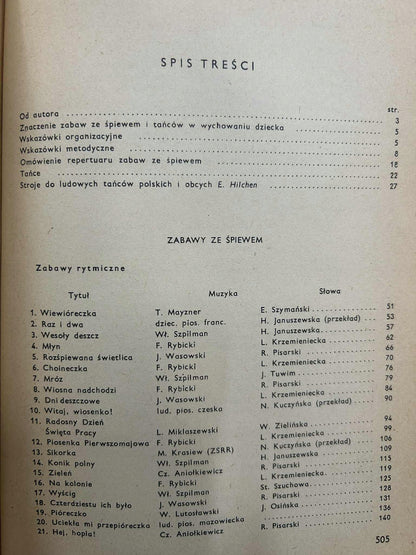 SPIS TREŚCI
str.
Od autora 3
Znaczenie zabaw ze śpiewem i tańców w wychowaniu dziecka 5
Wskazówki organizacyjne 5
Wskazówki metodyczne 8
Omówienie repertuaru zabaw ze śpiewem 18
Tańce 22
Stroje do ludowych tańców polskich i obcych E. Hilchen 27
ZABAWY ZE ŚPIEWEM
Zabawy rytmiczne
Tytuł Muzyka Słowa
1. Wiewióreczka T. Mayzner E. Szymański 51
2. Raz i dwa dziec. pios. franc. H. Januszewska (przekład) 53
3. Wesoły deszcz Wł. Szpilman H. Januszewska 57
4. Młyn F. Rybicki L. Krzemieniecka 62
5. Rozśpiewana świetlica J. Wasowski R. Pisarski 66
6. Choineczka F. Rybicki L. Krzemieniecka 70
7. Mróz Wł. Szpilman J. Tuwim 76
8. Wiosna nadchodzi F. Rybicki R. Pisarski 79
9. Dni deszczowe J. Wasowski L. Krzemieniecka 84
10. Witaj, wiosenko! lud. pios. czeska N. Kuczyńska (przekład) 90
11. Radosny Dzień
Święta Pracy L. Miklaszewski W. Zielińska 94
12. Piosenka Pierwszomajowa F. Rybicki L. Krzemieniecka 99
13. Sikorka M. Krasiew (ZSRR) N. Kuczyńska (przekład) 106
14. Konik polny Wł. Szpilman H. Januszewska 109
15. Zieleń Cz. Aniołkiewicz R. Pisarski 115
16. Na kolonie F. Rybicki L. Krzemieniecka 119
17. Wyścig Wł. Szpilman St. Szuchowa 125
18. Czterdziestu ich było J. Wasowski R. Pisarski 128
19. Pióreczko W. Lutosławski J. Osińska 131
20. Uciekła mi przepióreczka lud. pios. mazowiecka 136
21. Hej, hopla! Cz. Aniołkiewicz R. Pisarski 140
505